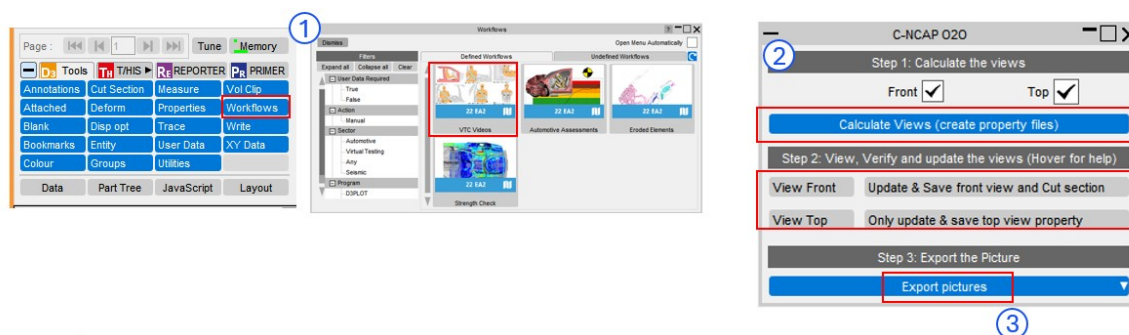 1
Page :
1
Tune
Memory
D3 Tools
TH T/HIS
RE REPORTER
PR PRIMER
Annotations Cut Section Measure Vol Clip
Attached Deform Properties Workflows
Blank Disp opt Trace Write
Bookmarks Entity User Data XY Data
Colour Groups Utilities
Data Part Tree JavaScript Layout
Workflows
Dismiss
Open Menu Automatically
Filters
Defined Workflows
Undefined Workflows
Expand all Collapse all Clear
User Data Required
True
False
Action
Manual
Sector
Automotive
Virtual Testing
Any
Seismic
Program
D3PLOT
22 EA2
VTC Videos
22 EA2
Automotive Assessments
22 EA2
Eroded Elements
22 EA2
Strength Check
2
C-NCAP O2O
Step 1: Calculate the views
Front Top
Calculate Views (create property files)
Step 2: View, Verify and update the views (Hover for help)
View Front Update & Save front view and Cut section
View Top Only update & save top view property
Step 3: Export the Picture
Export pictures
3